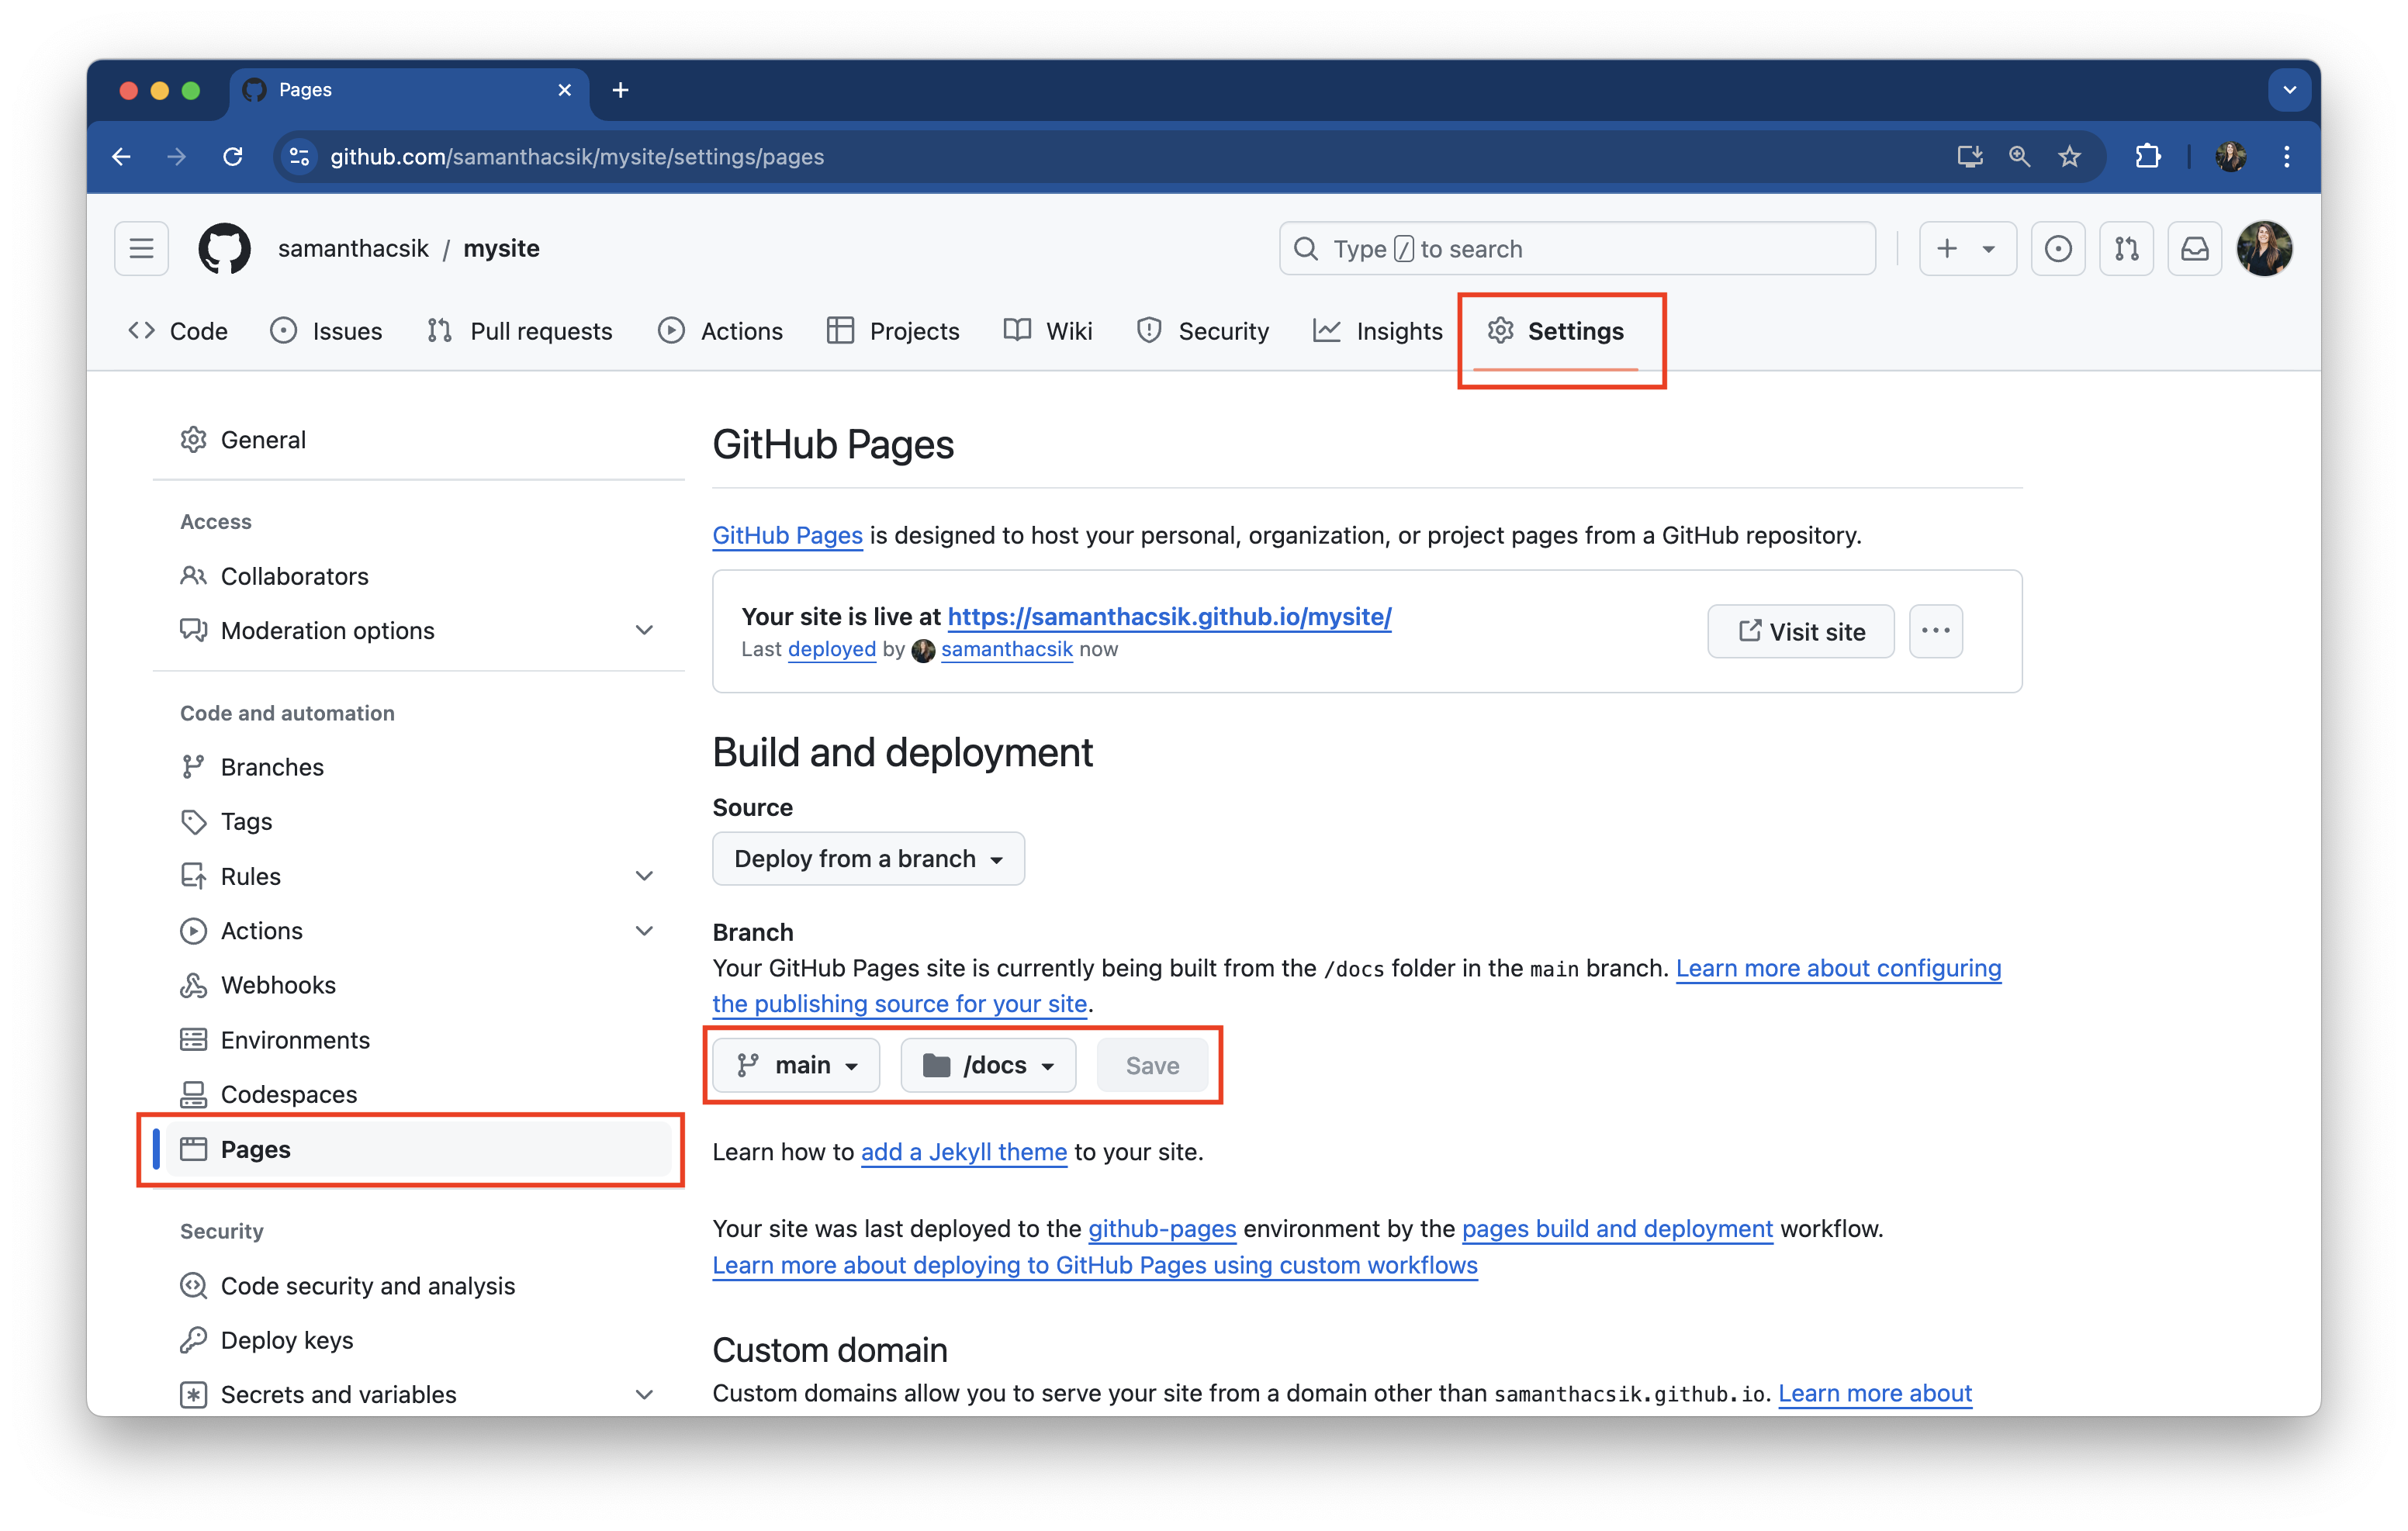 Pages
github.com/samanthacsik/mysite/settings/pages
samanthacsik / mysite
Type / to search
Code
Issues
Pull requests
Actions
Projects
Wiki
Security
Insights
Settings
General
Access
Collaborators
Moderation options
Code and automation
Branches
Tags
Rules
Actions
Webhooks
Environments
Codespaces
Pages
Security
Code security and analysis
Deploy keys
Secrets and variables
GitHub Pages
GitHub Pages is designed to host your personal, organization, or project pages from a GitHub repository.
Your site is live at https://samanthacsik.github.io/mysite/
Last deployed by samanthacsik now
Visit site
Build and deployment
Source
Deploy from a branch
Branch
Your GitHub Pages site is currently being built from the /docs folder in the main branch. Learn more about configuring
the publishing source for your site.
main
/docs
Save
Learn how to add a Jekyll theme to your site.
Your site was last deployed to the github-pages environment by the pages build and deployment workflow.
Learn more about deploying to GitHub Pages using custom workflows
Custom domain
Custom domains allow you to serve your site from a domain other than samanthacsik.github.io. Learn more about